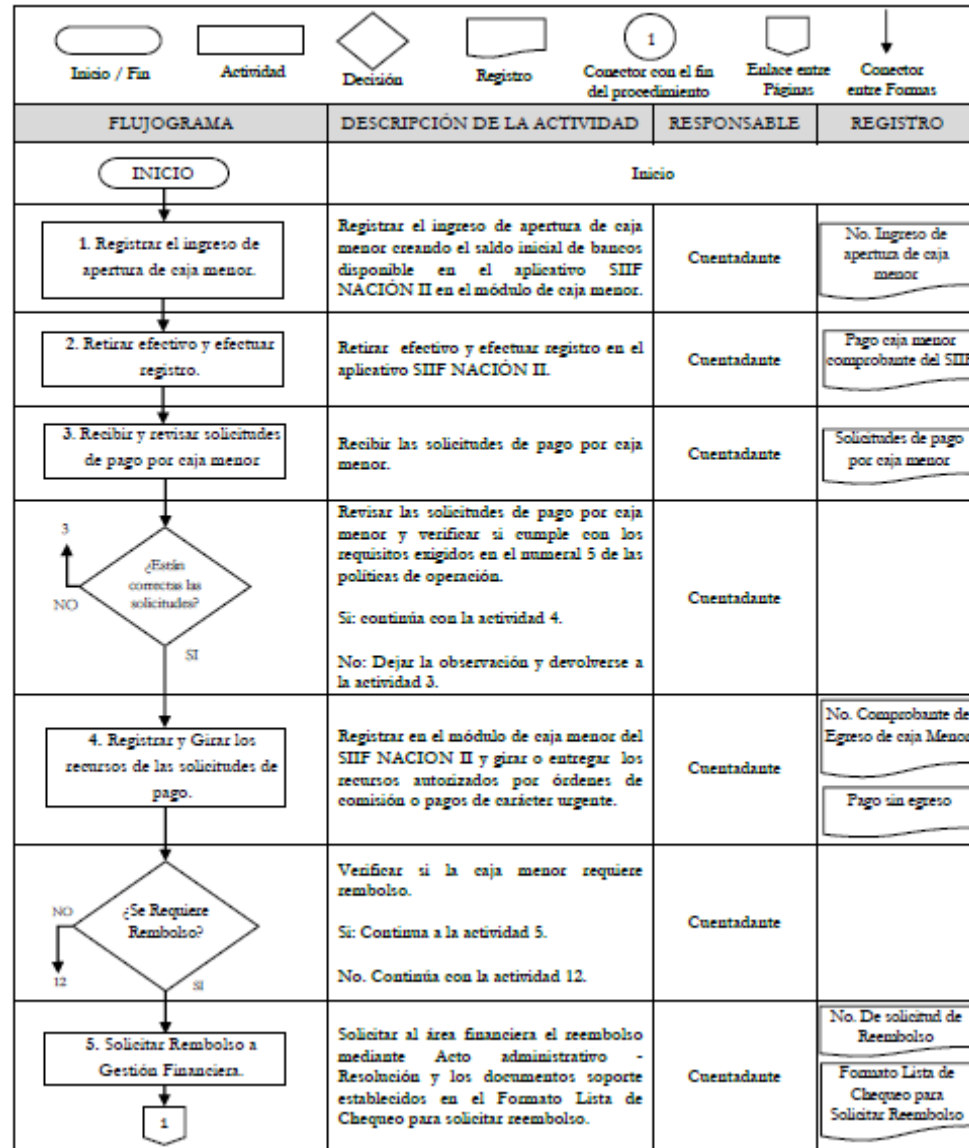 1
Inicio / Fin
Actividad
Decisión
Registro
Conector con el fin
del procedimiento
Enlace entre
Páginas
Conector
entre Formas
FLUJOGRAMA
DESCRIPCIÓN DE LA ACTIVIDAD
RESPONSABLE
REGISTRO
INICIO
Inicio
1. Registrar el ingreso de
apertura de caja menor.
Registrar el ingreso de apertura de caja
menor creando el saldo inicial de bancos
disponible en el aplicativo SIIF
NACIÓN II en el módulo de caja menor.
Cuentadante
No. Ingreso de
apertura de caja
menor
2. Retirar efectivo y efectuar
registro.
Retirar efectivo y efectuar registro en el
aplicativo SIIF NACIÓN II.
Cuentadante
Pago caja menor
comprobante del SIIF
3. Recibir y revisar solicitudes
de pago por caja menor
Recibir las solicitudes de pago por caja
menor.
Cuentadante
Solicitudes de pago
por caja menor
3
¿Están
correctas las
solicitudes?
NO
SI
Revisar las solicitudes de pago por caja
menor y verificar si cumple con los
requisitos exigidos en el numeral 5 de las
políticas de operación.
Si: continúa con la actividad 4.
No: Dejar la observación y devolverse a
la actividad 3.
Cuentadante
4. Registrar y Girar los
recursos de las solicitudes de
pago.
Registrar en el módulo de caja menor del
SIIF NACION II y girar o entregar los
recursos autorizados por órdenes de
comisión o pagos de carácter urgente.
Cuentadante
No. Comprobante de
Egreso de caja Menor
Pago sin egreso
NO
¿Se Requiere
Rembolso?
12
SI
Verificar si la caja menor requiere
rembolso.
Si: Continua a la actividad 5.
No. Continúa con la actividad 12.
Cuentadante
5. Solicitar Rembolso a
Gestión Financiera.
1
Solicitar al área financiera el reembolso
mediante Acto administrativo -
Resolución y los documentos soporte
establecidos en el Formato Lista de
Chequeo para solicitar reembolso.
Cuentadante
No. De solicitud de
Reembolso
Formato Lista de
Chequeo para
Solicitar Reembolso